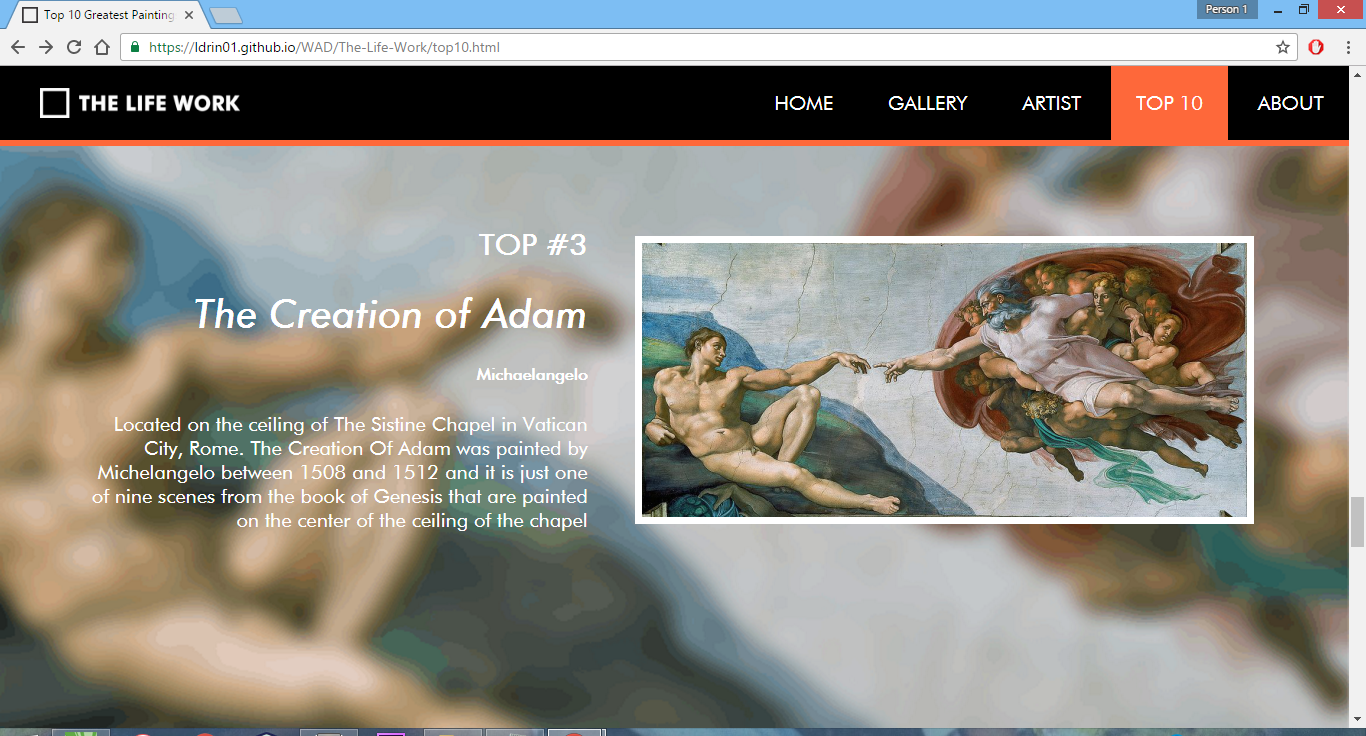 Top 10 Greatest Painting
Person 1
https://ldrin01.github.io/WAD/The-Life-Work/top10.html
THE LIFE WORK
HOME
GALLERY
ARTIST
TOP 10
ABOUT
TOP #3
The Creation of Adam
Michaelangelo
Located on the ceiling of The Sistine Chapel in Vatican
City, Rome. The Creation Of Adam was painted by
Michelangelo between 1508 and 1512 and it is just one
of nine scenes from the book of Genesis that are painted
on the center of the ceiling of the chapel